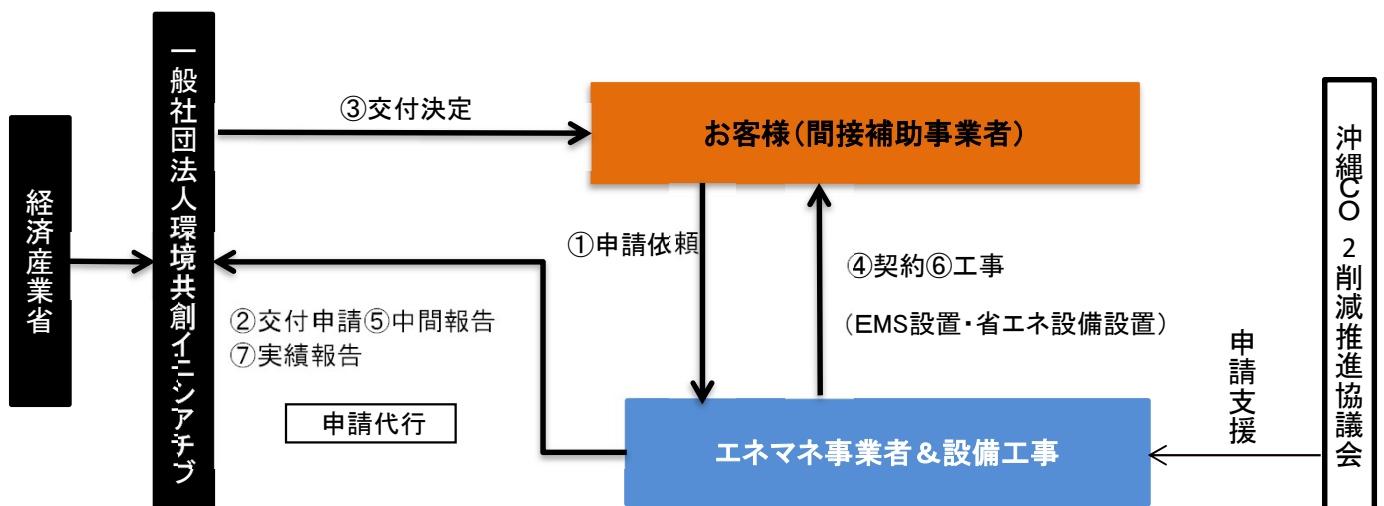 経済産業省
一般社団法人環境共創イニシアチブ
③交付決定
お客様（間接補助事業者）
①申請依頼
④契約⑥工事
（EMS設置・省エネ設備設置）
②交付申請⑤中間報告
⑦実績報告
申請代行
エネマネ事業者＆設備工事
申請支援
沖縄CO2削減推進協議会